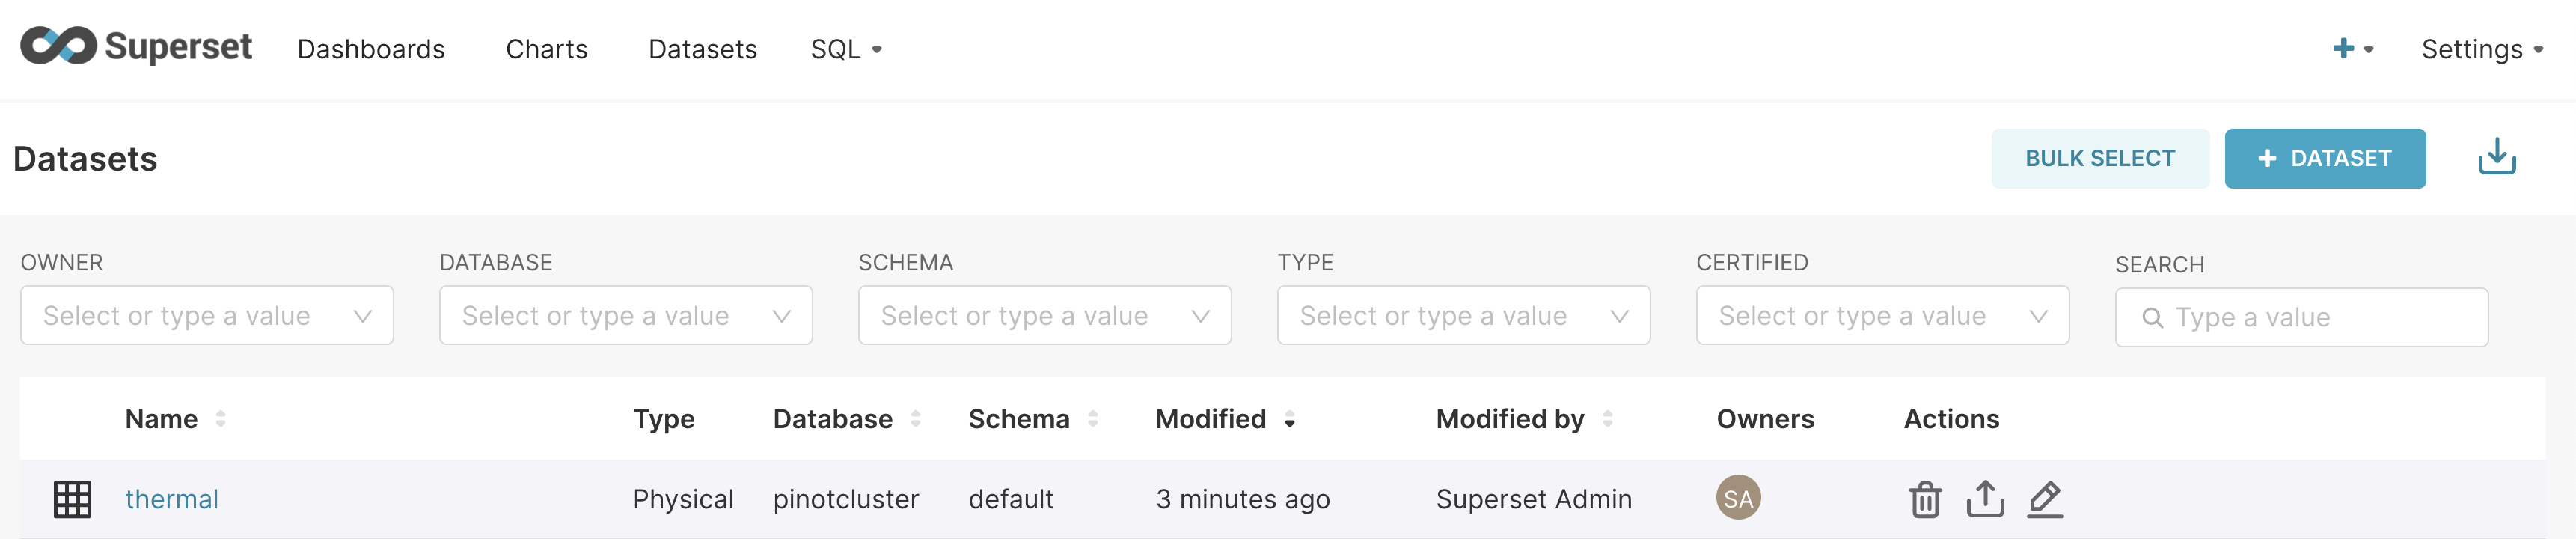 Superset Dashboards Charts Datasets SQL + Settings
Datasets BULK SELECT + DATASET
OWNER DATABASE SCHEMA TYPE CERTIFIED SEARCH
Select or type a value Select or type a value Select or type a value Select or type a value Select or type a value Type a value
Name Type Database Schema Modified Modified by Owners Actions
thermal Physical pinotcluster default 3 minutes ago Superset Admin SA